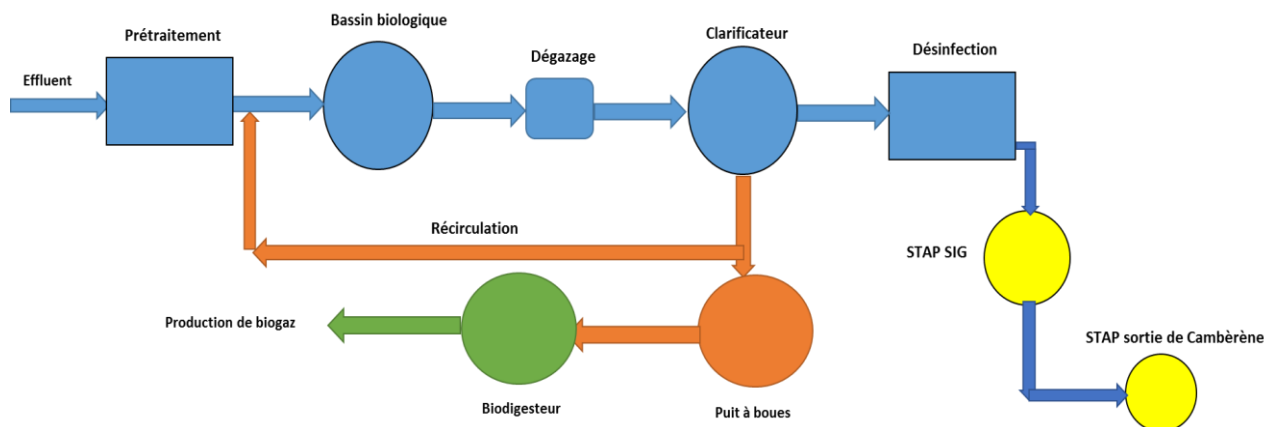 Effluent
Prétraitement
Bassin biologique
Dégazage
Clarificateur
Désinfection
Récirculation
STAP SIG
Production de biogaz
Biodigesteur
Puit à boues
STAP sortie de Cambèrène